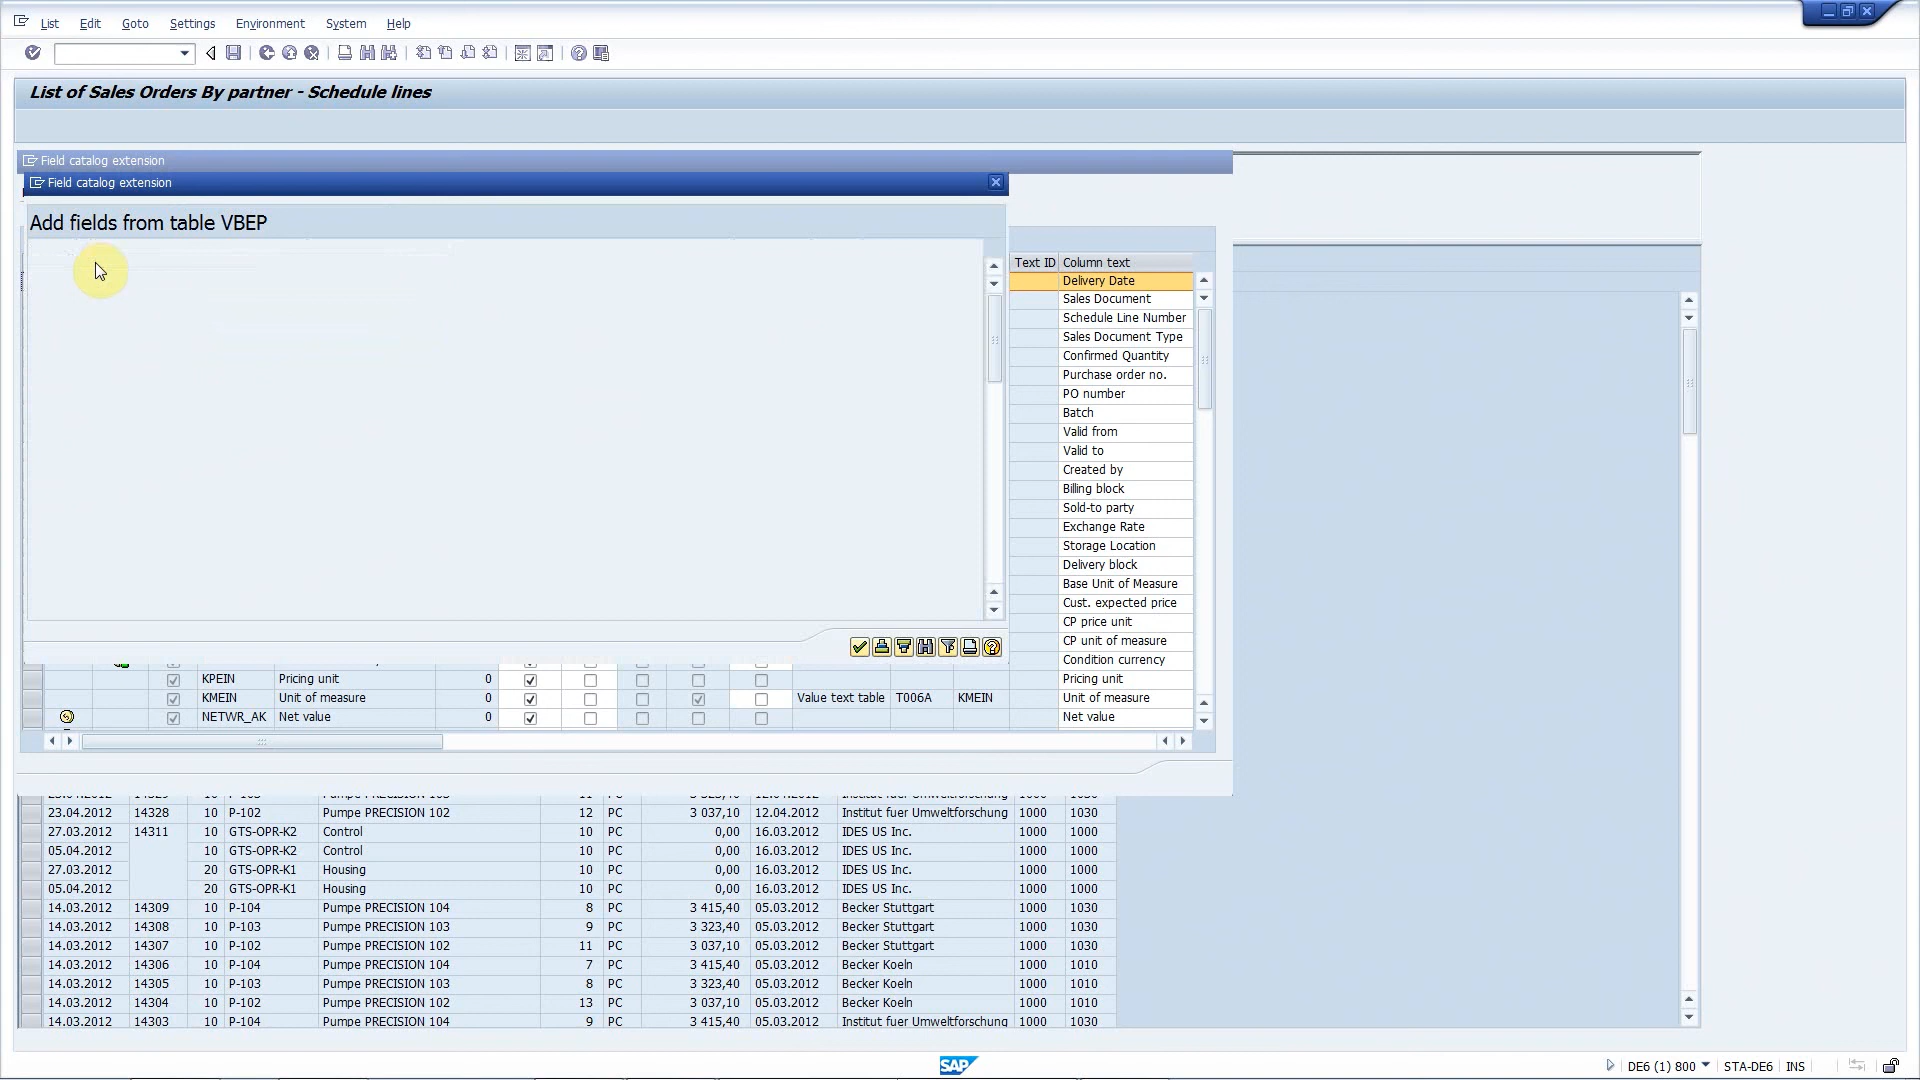 List Edit Goto Settings Environment System Help
List of Sales Orders By partner - Schedule lines
Field catalog extension
Field catalog extension
Add fields from table VBEP
Text ID Column text
Delivery Date
Sales Document
Schedule Line Number
Sales Document Type
Confirmed Quantity
Purchase order no.
PO number
Batch
Valid from
Valid to
Created by
Billing block
Sold-to party
Exchange Rate
Storage Location
Delivery block
Base Unit of Measure
Cust. expected price
CP price unit
CP unit of measure
Condition currency
KPEIN Pricing unit 0 Pricing unit
KMEIN Unit of measure 0 Value text table T006A KMEIN Unit of measure
NETWR_AK Net value 0 Net value
23.04.2012 14328 10 P-102 Pumpe PRECISION 102 12 PC 3 037,10 12.04.2012 Institut fuer Umweltforschung 1000 1030
27.03.2012 14311 10 GTS-OPR-K2 Control 10 PC 0,00 16.03.2012 IDES US Inc. 1000 1000
05.04.2012 10 GTS-OPR-K2 Control 10 PC 0,00 16.03.2012 IDES US Inc. 1000 1000
27.03.2012 20 GTS-OPR-K1 Housing 10 PC 0,00 16.03.2012 IDES US Inc. 1000 1000
05.04.2012 20 GTS-OPR-K1 Housing 10 PC 0,00 16.03.2012 IDES US Inc. 1000 1000
14.03.2012 14309 10 P-104 Pumpe PRECISION 104 8 PC 3 415,40 05.03.2012 Becker Stuttgart 1000 1030
14.03.2012 14308 10 P-103 Pumpe PRECISION 103 9 PC 3 323,40 05.03.2012 Becker Stuttgart 1000 1030
14.03.2012 14307 10 P-102 Pumpe PRECISION 102 11 PC 3 037,10 05.03.2012 Becker Stuttgart 1000 1030
14.03.2012 14306 10 P-104 Pumpe PRECISION 104 7 PC 3 415,40 05.03.2012 Becker Koeln 1000 1010
14.03.2012 14305 10 P-103 Pumpe PRECISION 103 8 PC 3 323,40 05.03.2012 Becker Koeln 1000 1010
14.03.2012 14304 10 P-102 Pumpe PRECISION 102 13 PC 3 037,10 05.03.2012 Becker Koeln 1000 1010
14.03.2012 14303 10 P-104 Pumpe PRECISION 104 9 PC 3 415,40 05.03.2012 Institut fuer Umweltforschung 1000 1030
SAP DE6 (1) 800 STA-DE6 INS